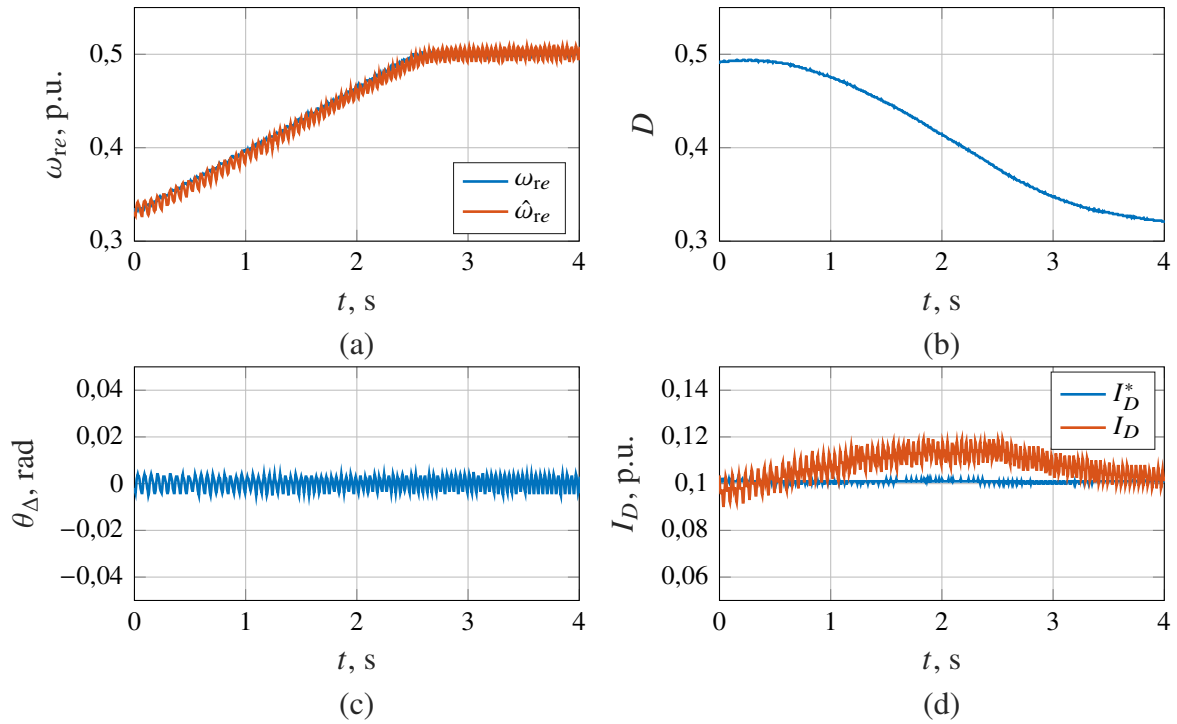 0,5
0,4
0,3
ω_re, p.u.
ω_re
ω̂_re
0 1 2 3 4
t, s
(a)
0,5
0,4
0,3
D
0 1 2 3 4
t, s
(b)
0,04
0,02
0
−0,02
−0,04
θ_Δ, rad
0 1 2 3 4
t, s
(c)
0,14
0,12
0,1
0,08
0,06
I_D, p.u.
I_D^*
I_D
0 1 2 3 4
t, s
(d)